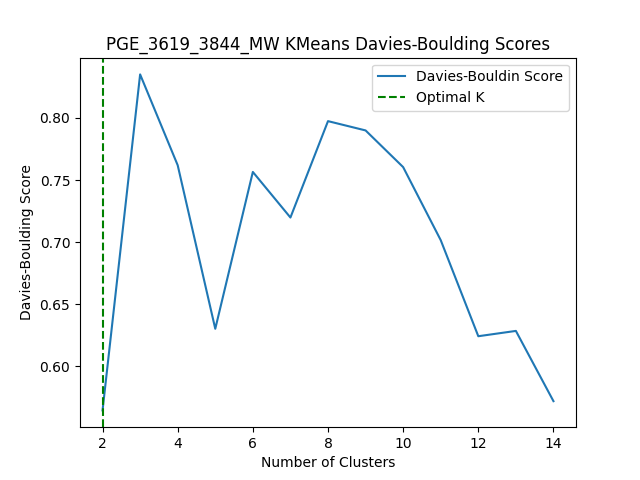 PGE_3619_3844_MW KMeans Davies-Boulding Scores
Davies-Bouldin Score
Optimal K
Davies-Boulding Score
0.80
0.75
0.70
0.65
0.60
2 4 6 8 10 12 14
Number of Clusters